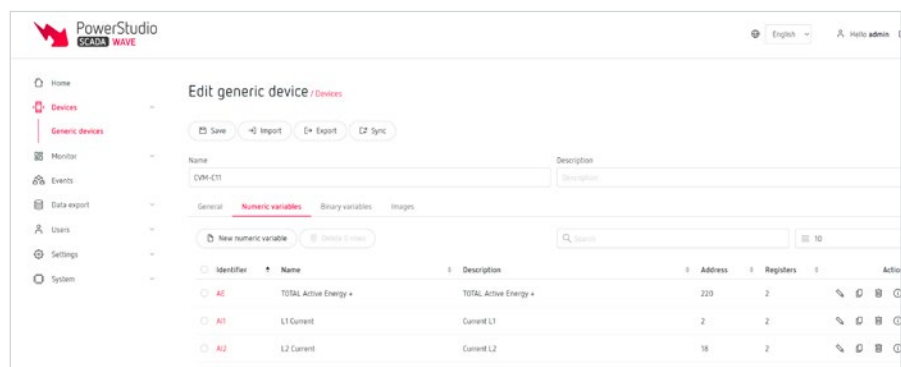 PowerStudio
SCADA WAVE
English
Hello admin
Home
Devices
Generic devices
Monitor
Events
Data export
Users
Settings
System
Edit generic device / Devices
Save Import Export Sync
Name Description
CVM-E11 Description
General Numeric variables Binary variables Images
New numeric variable Delete 0 rows Search 10
Identifier Name Description Address Registers Actio
AE TOTAL Active Energy + TOTAL Active Energy + 220 2
AI1 L1 Current Current L1 2 2
AI2 L2 Current Current L2 18 2